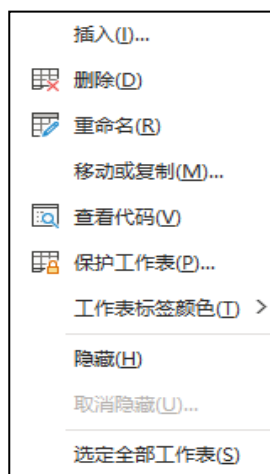 插入(I)...
删除(D)
重命名(R)
移动或复制(M)...
查看代码(V)
保护工作表(P)...
工作表标签颜色(T) >
隐藏(H)
取消隐藏(U)...
选定全部工作表(S)